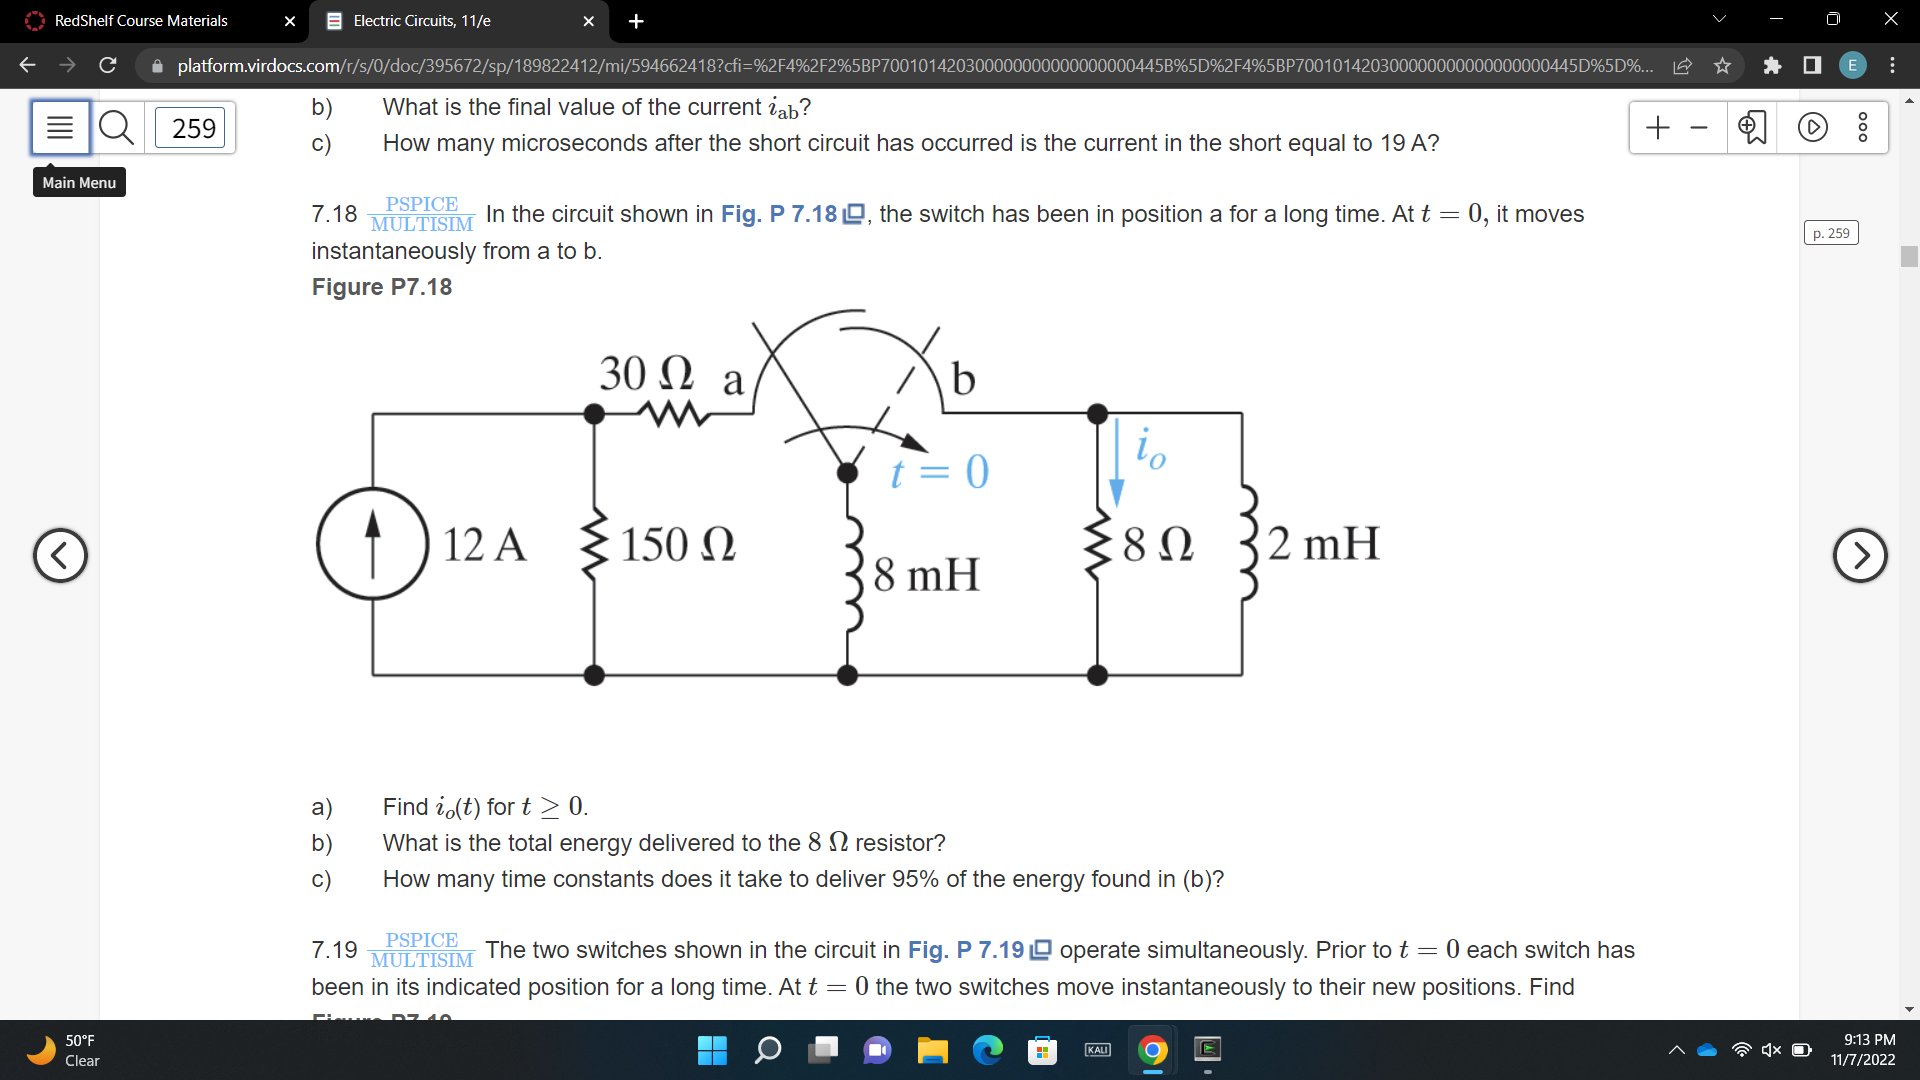 RedShelf Course Materials
Electric Circuits, 11/e
platform.virdocs.com/r/s/0/doc/395672/sp/189822412/mi/594662418?cfi=%2F4%2F2%5BP7001014203000000000000000000445B%5D%2F4%5BP7001014203000000000000000000445D%5D%...
E
259
Main Menu
b) What is the final value of the current iab?
c) How many microseconds after the short circuit has occurred is the current in the short equal to 19 A?
7.18 PSPICE MULTISIM In the circuit shown in Fig. P 7.18, the switch has been in position a for a long time. At t = 0, it moves
instantaneously from a to b.
p. 259
Figure P7.18
30 Ω a b
io
t = 0
12 A 150 Ω 8 mH 8 Ω 2 mH
a) Find io(t) for t ≥ 0.
b) What is the total energy delivered to the 8 Ω resistor?
c) How many time constants does it take to deliver 95% of the energy found in (b)?
7.19 PSPICE MULTISIM The two switches shown in the circuit in Fig. P 7.19 operate simultaneously. Prior to t = 0 each switch has
been in its indicated position for a long time. At t = 0 the two switches move instantaneously to their new positions. Find
Figure P7.19
50°F
Clear
KALI
9:13 PM
11/7/2022